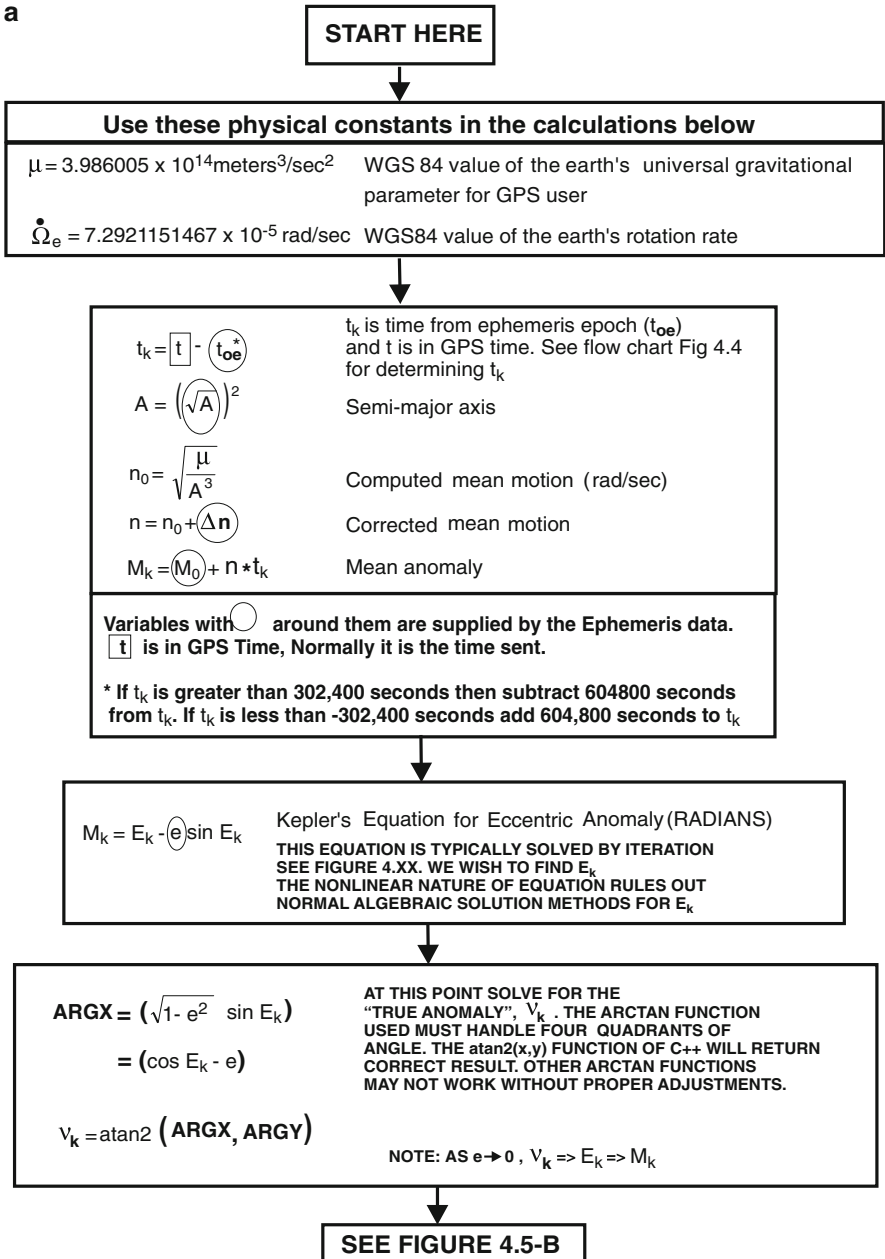 a
START HERE
Use these physical constants in the calculations below
μ = 3.986005 x 10¹⁴meters³/sec² WGS 84 value of the earth's universal gravitational
parameter for GPS user
Ω̇e = 7.2921151467 x 10⁻⁵ rad/sec WGS84 value of the earth's rotation rate
tk = t - toe* tk is time from ephemeris epoch (toe)
and t is in GPS time. See flow chart Fig 4.4
for determining tk
A = (√A)² Semi-major axis
n₀ = √(μ/A³) Computed mean motion (rad/sec)
n = n₀ + Δn Corrected mean motion
Mk = M₀ + n*tk Mean anomaly
Variables with around them are supplied by the Ephemeris data.
t is in GPS Time, Normally it is the time sent.
* If tk is greater than 302,400 seconds then subtract 604800 seconds
from tk. If tk is less than -302,400 seconds add 604,800 seconds to tk
Mk = Ek - e sin Ek Kepler's Equation for Eccentric Anomaly (RADIANS)
THIS EQUATION IS TYPICALLY SOLVED BY ITERATION
SEE FIGURE 4.XX. WE WISH TO FIND Ek
THE NONLINEAR NATURE OF EQUATION RULES OUT
NORMAL ALGEBRAIC SOLUTION METHODS FOR Ek
ARGX = (√1- e² sin Ek)
= (cos Ek - e)
νk = atan2 (ARGX, ARGY)
AT THIS POINT SOLVE FOR THE
“TRUE ANOMALY”, νk . THE ARCTAN FUNCTION
USED MUST HANDLE FOUR QUADRANTS OF
ANGLE. THE atan2(x,y) FUNCTION OF C++ WILL RETURN
CORRECT RESULT. OTHER ARCTAN FUNCTIONS
MAY NOT WORK WITHOUT PROPER ADJUSTMENTS.
NOTE: AS e → 0 , νk => Ek => Mk
SEE FIGURE 4.5-B